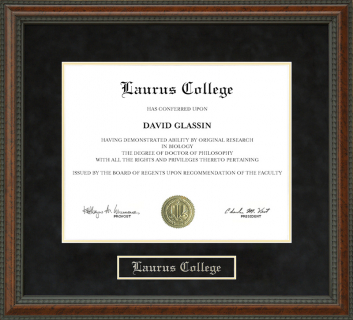 Laurus College
HAS CONFERRED UPON
DAVID GLASSIN
HAVING DEMONSTRATED ABILITY BY ORIGINAL RESEARCH
IN BIOLOGY
THE DEGREE OF DOCTOR OF PHILOSOPHY
WITH ALL THE RIGHTS AND PRIVILEGES THERETO PERTAINING
ISSUED BY THE BOARD OF REGENTS UPON RECOMMENDATION OF THE FACULTY
PROVOST
PRESIDENT
Laurus College